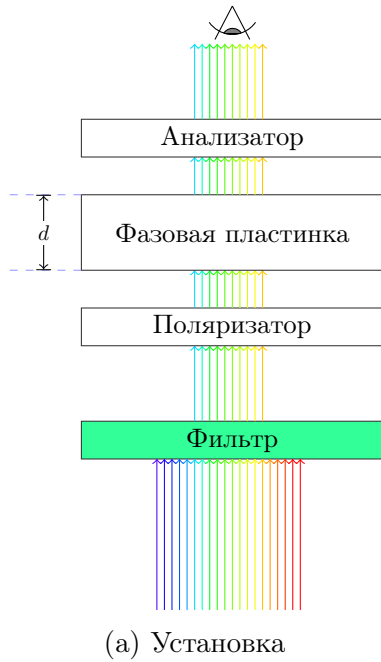 Анализатор
d
Фазовая пластинка
Поляризатор
Фильтр
(a) Установка